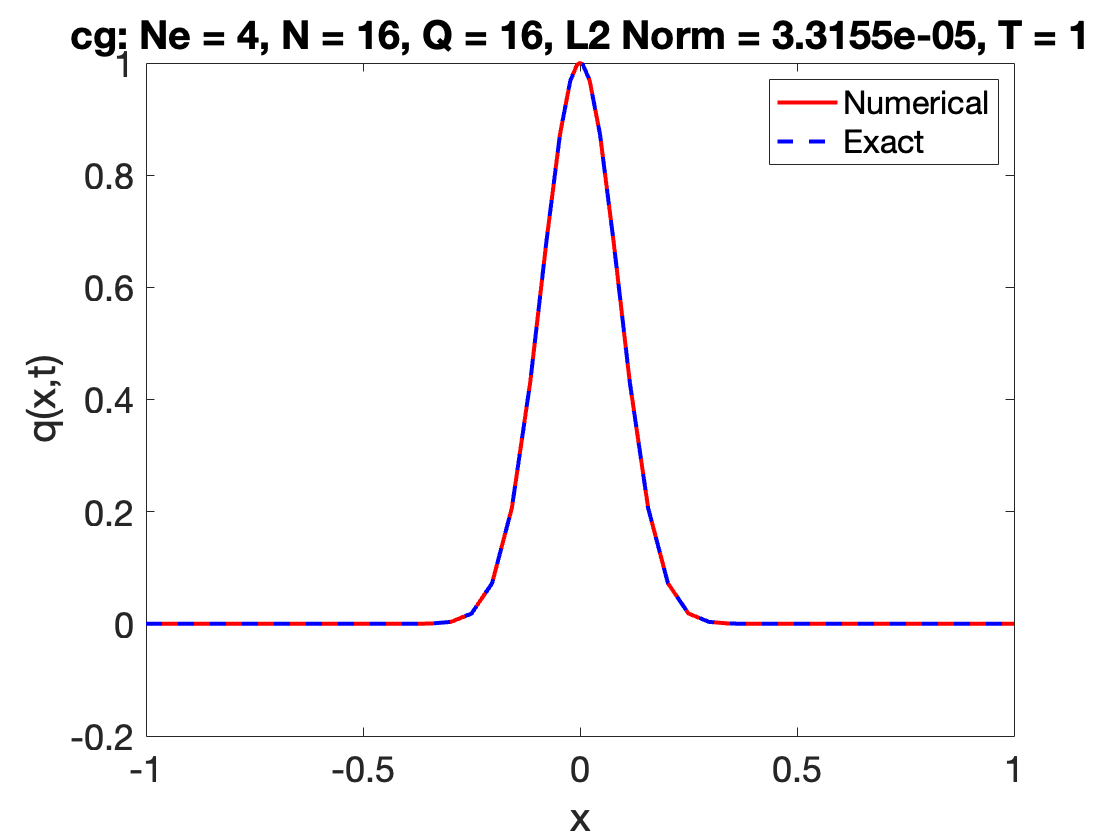 cg: Ne = 4, N = 16, Q = 16, L2 Norm = 3.3155e-05, T = 1
Numerical
Exact
1
0.8
0.6
0.4
0.2
0
-0.2
q(x,t)
-1
-0.5
0
0.5
1
x